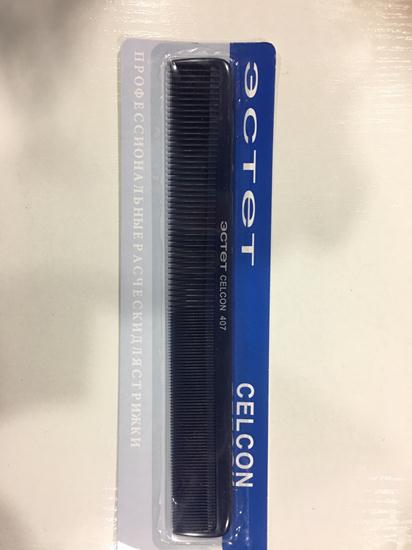 ПРОФЕССИОНАЛЬНЫЕ РАСЧЕСКИ ДЛЯ СТРИЖКИ
эстет CELCON 407
эстет
CELCON